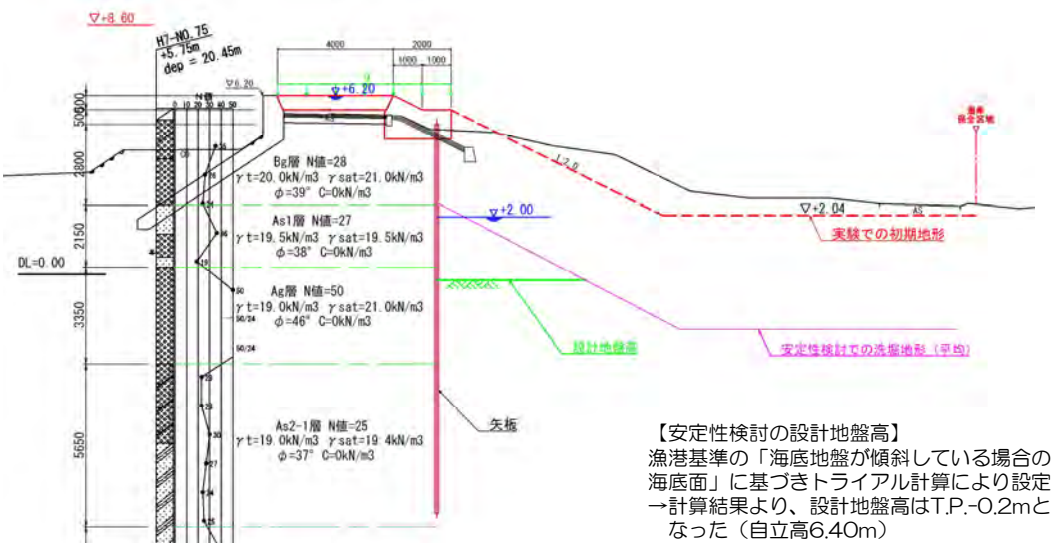 ▽+8.60
H7-NO.75
+5.75m
dep = 20.45m
▽6.20
4000
2000
1000
1000
9
▽+6.20
N値
0 10 20 30 40 50
500
2800
2150
3350
5650
DL=0.00
Bg層 N値=28
γt=20.0kN/m3 γsat=21.0kN/m3
φ=39° C=0kN/m3
As1層 N値=27
γt=19.5kN/m3 γsat=19.5kN/m3
φ=38° C=0kN/m3
Ag層 N値=50
γt=19.0kN/m3 γsat=21.0kN/m3
φ=46° C=0kN/m3
As2-1層 N値=25
γt=19.0kN/m3 γsat=19.4kN/m3
φ=37° C=0kN/m3
19
50
50/24
50/24
30
27
24
25
▽+2.00
▽+2.04
AS
実験での初期地形
設計地盤高
安定性検討での洗堀地形(平均)
矢板
【安定性検討の設計地盤高】
漁港基準の「海底地盤が傾斜している場合の
海底面」に基づきトライアル計算により設定
→計算結果より、設計地盤高はT.P.-0.2mと
なった(自立高6.40m)